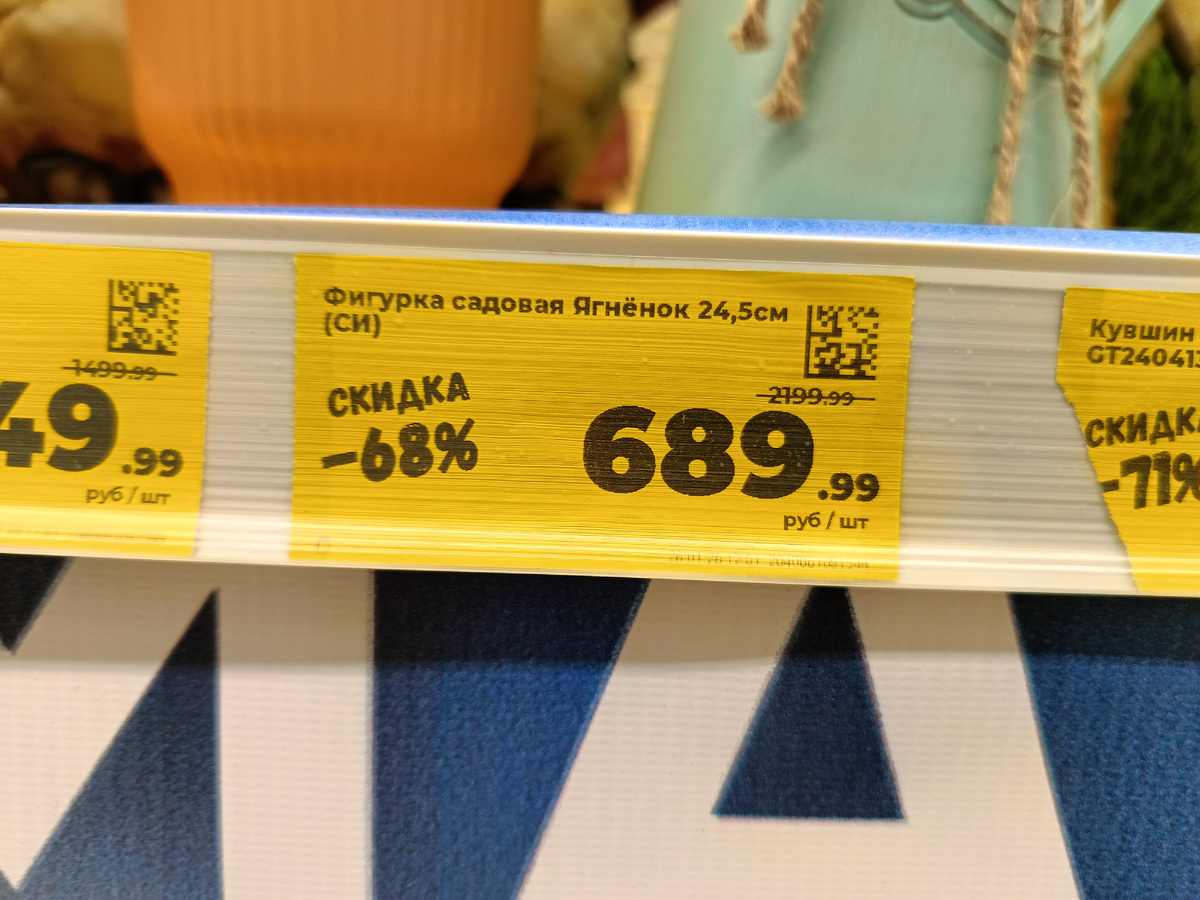 1499.99
49.99
руб / шт
Фигурка садовая Ягнёнок 24,5см
(СИ)
2199.99
СКИДКА
-68%
689.99
руб / шт
Кувшин
СКИДКА
-71%